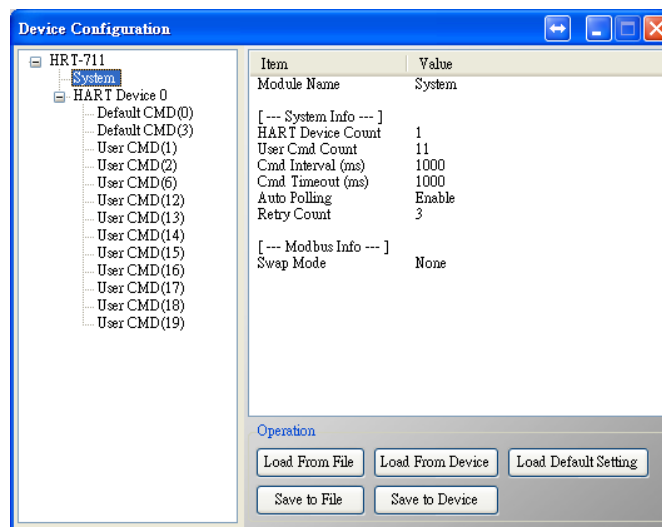 Device Configuration
HRT-711
System
HART Device 0
Default CMD(0)
Default CMD(3)
User CMD(1)
User CMD(2)
User CMD(6)
User CMD(12)
User CMD(13)
User CMD(14)
User CMD(15)
User CMD(16)
User CMD(17)
User CMD(18)
User CMD(19)
Item Value
Module Name System
[ --- System Info --- ]
HART Device Count 1
User Cmd Count 11
Cmd Interval (ms) 1000
Cmd Timeout (ms) 1000
Auto Polling Enable
Retry Count 3
[ --- Modbus Info --- ]
Swap Mode None
Operation
Load From File Load From Device Load Default Setting
Save to File Save to Device